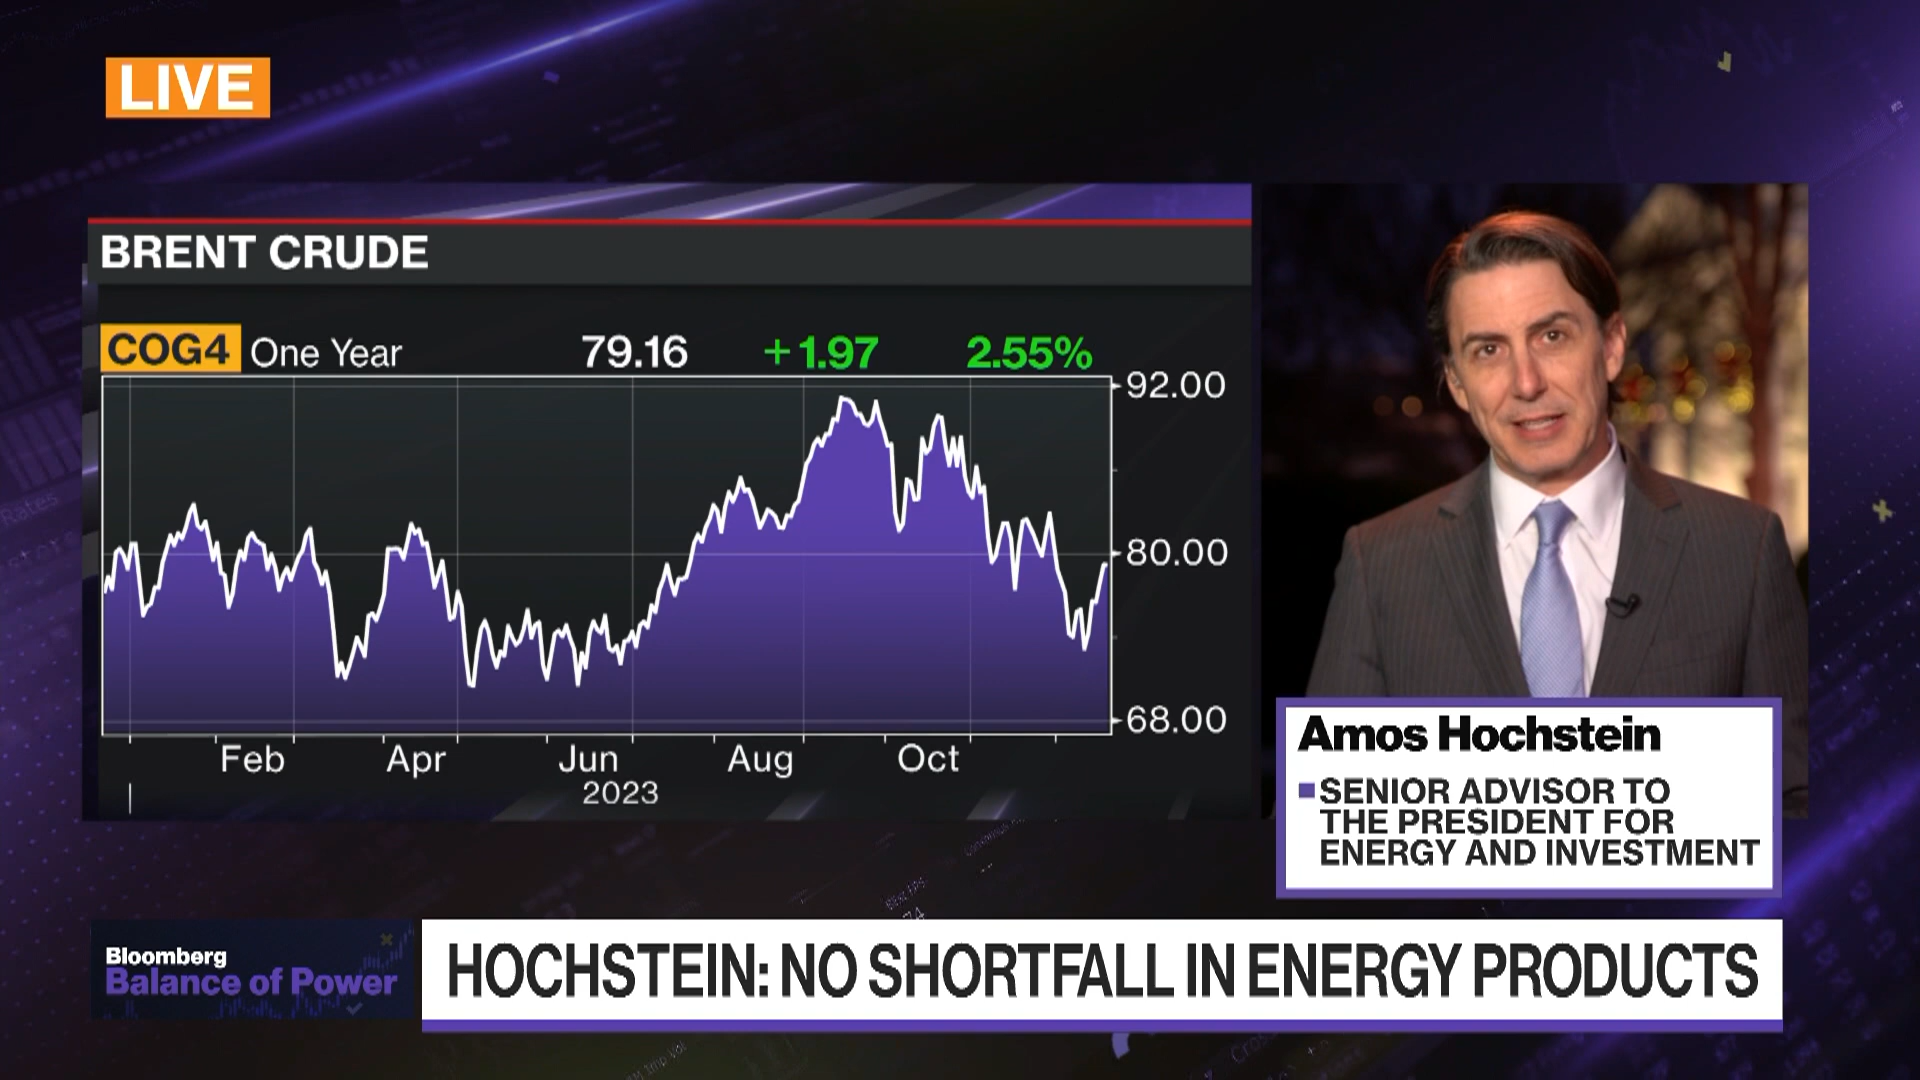 LIVE
BRENT CRUDE
COG4 One Year 79.16 +1.97 2.55%
92.00
80.00
68.00
Feb Apr Jun Aug Oct
2023
Amos Hochstein
SENIOR ADVISOR TO
THE PRESIDENT FOR
ENERGY AND INVESTMENT
Bloomberg
Balance of Power
HOCHSTEIN: NO SHORTFALL IN ENERGY PRODUCTS
Rates